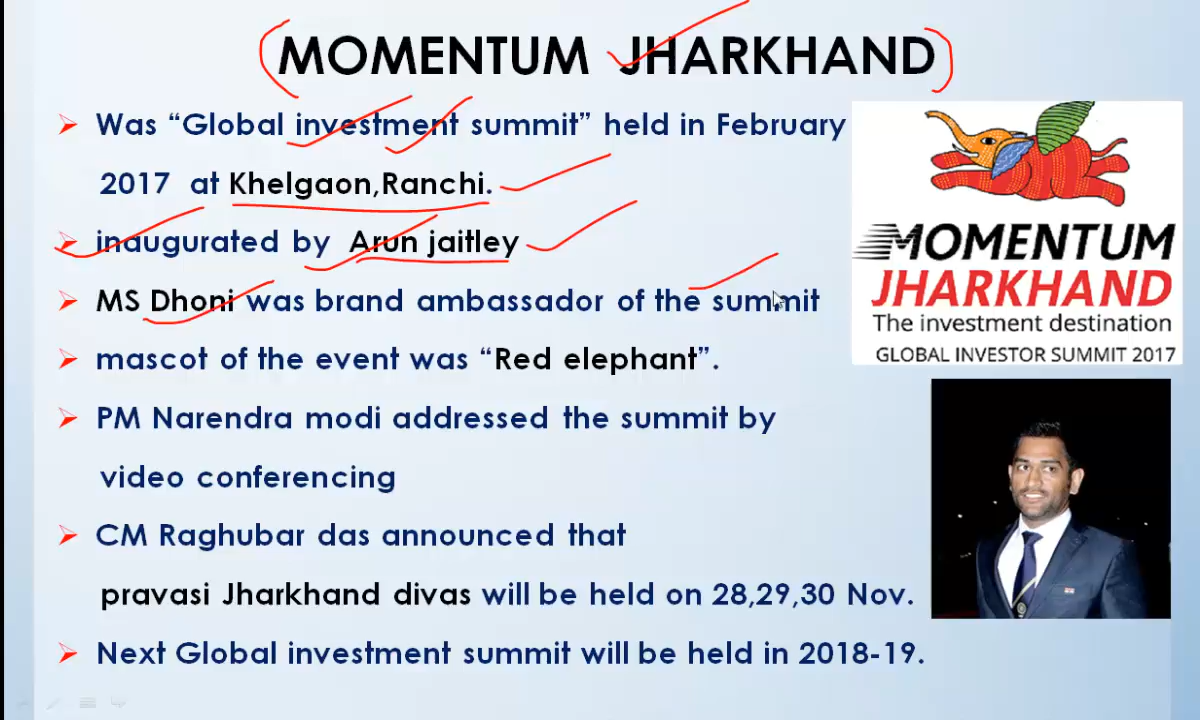 MOMENTUM JHARKHAND
Was “Global investment summit” held in February
2017 at Khelgaon,Ranchi.
inaugurated by Arun jaitley
MS Dhoni was brand ambassador of the summit
mascot of the event was “Red elephant”.
PM Narendra modi addressed the summit by
video conferencing
CM Raghubar das announced that
pravasi Jharkhand divas will be held on 28,29,30 Nov.
Next Global investment summit will be held in 2018-19.
MOMENTUM
JHARKHAND
The investment destination
GLOBAL INVESTOR SUMMIT 2017